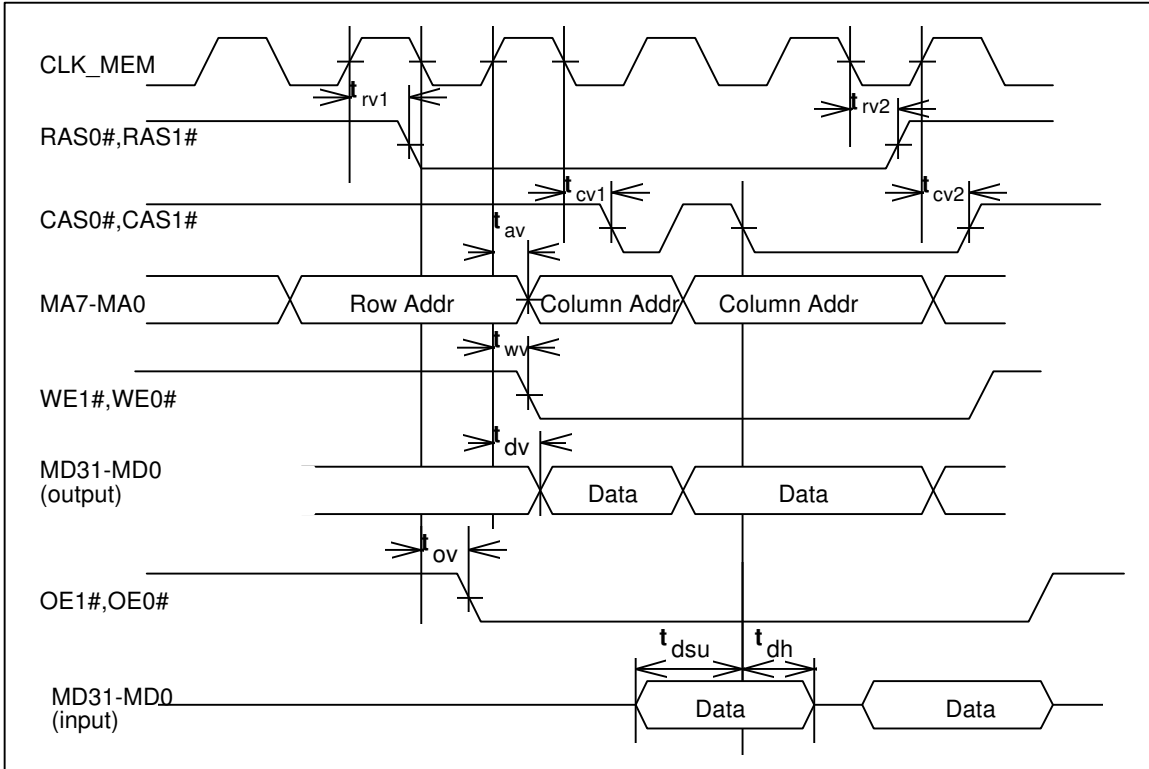 CLK_MEM
t rv1
t rv2
RAS0#,RAS1#
t cv1
t cv2
CAS0#,CAS1#
t av
MA7-MA0
Row Addr
Column Addr
Column Addr
t wv
WE1#,WE0#
t dv
MD31-MD0
(output)
Data
Data
t ov
OE1#,OE0#
t dsu
t dh
MD31-MD0
(input)
Data
Data